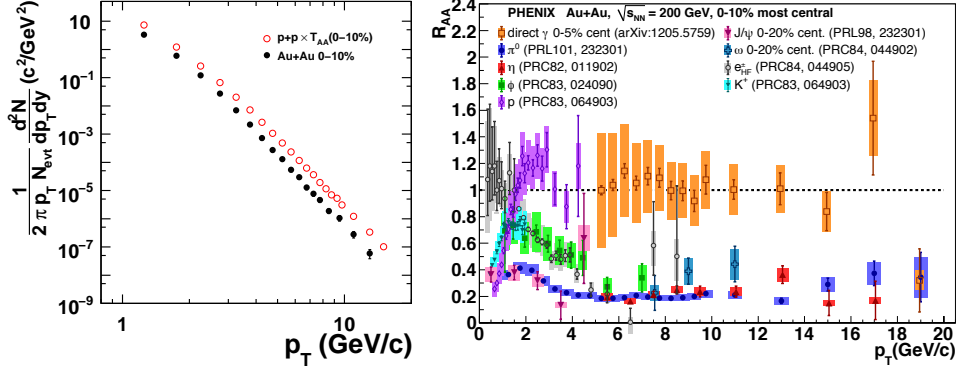 1/(2 π p_T N_evt) d²N/(dp_T dy) (c²/GeV²)
10
10⁻¹
10⁻³
10⁻⁵
10⁻⁷
10⁻⁹
p+p × T_AA(0–10%)
Au+Au 0–10%
1
10
p_T (GeV/c)
R_AA
PHENIX Au+Au, √s_NN = 200 GeV, 0-10% most central
direct γ 0-5% cent (arXiv:1205.5759)
π⁰ (PRL101, 232301)
η (PRC82, 011902)
ϕ (PRC83, 024090)
p (PRC83, 064903)
J/ψ 0-20% cent. (PRL98, 232301)
ω 0-20% cent. (PRC84, 044902)
e^±_HF (PRC84, 044905)
K⁺ (PRC83, 064903)
2.4
2.2
2
1.8
1.6
1.4
1.2
1
0.8
0.6
0.4
0.2
0
0 2 4 6 8 10 12 14 16 18 20
p_T (GeV/c)